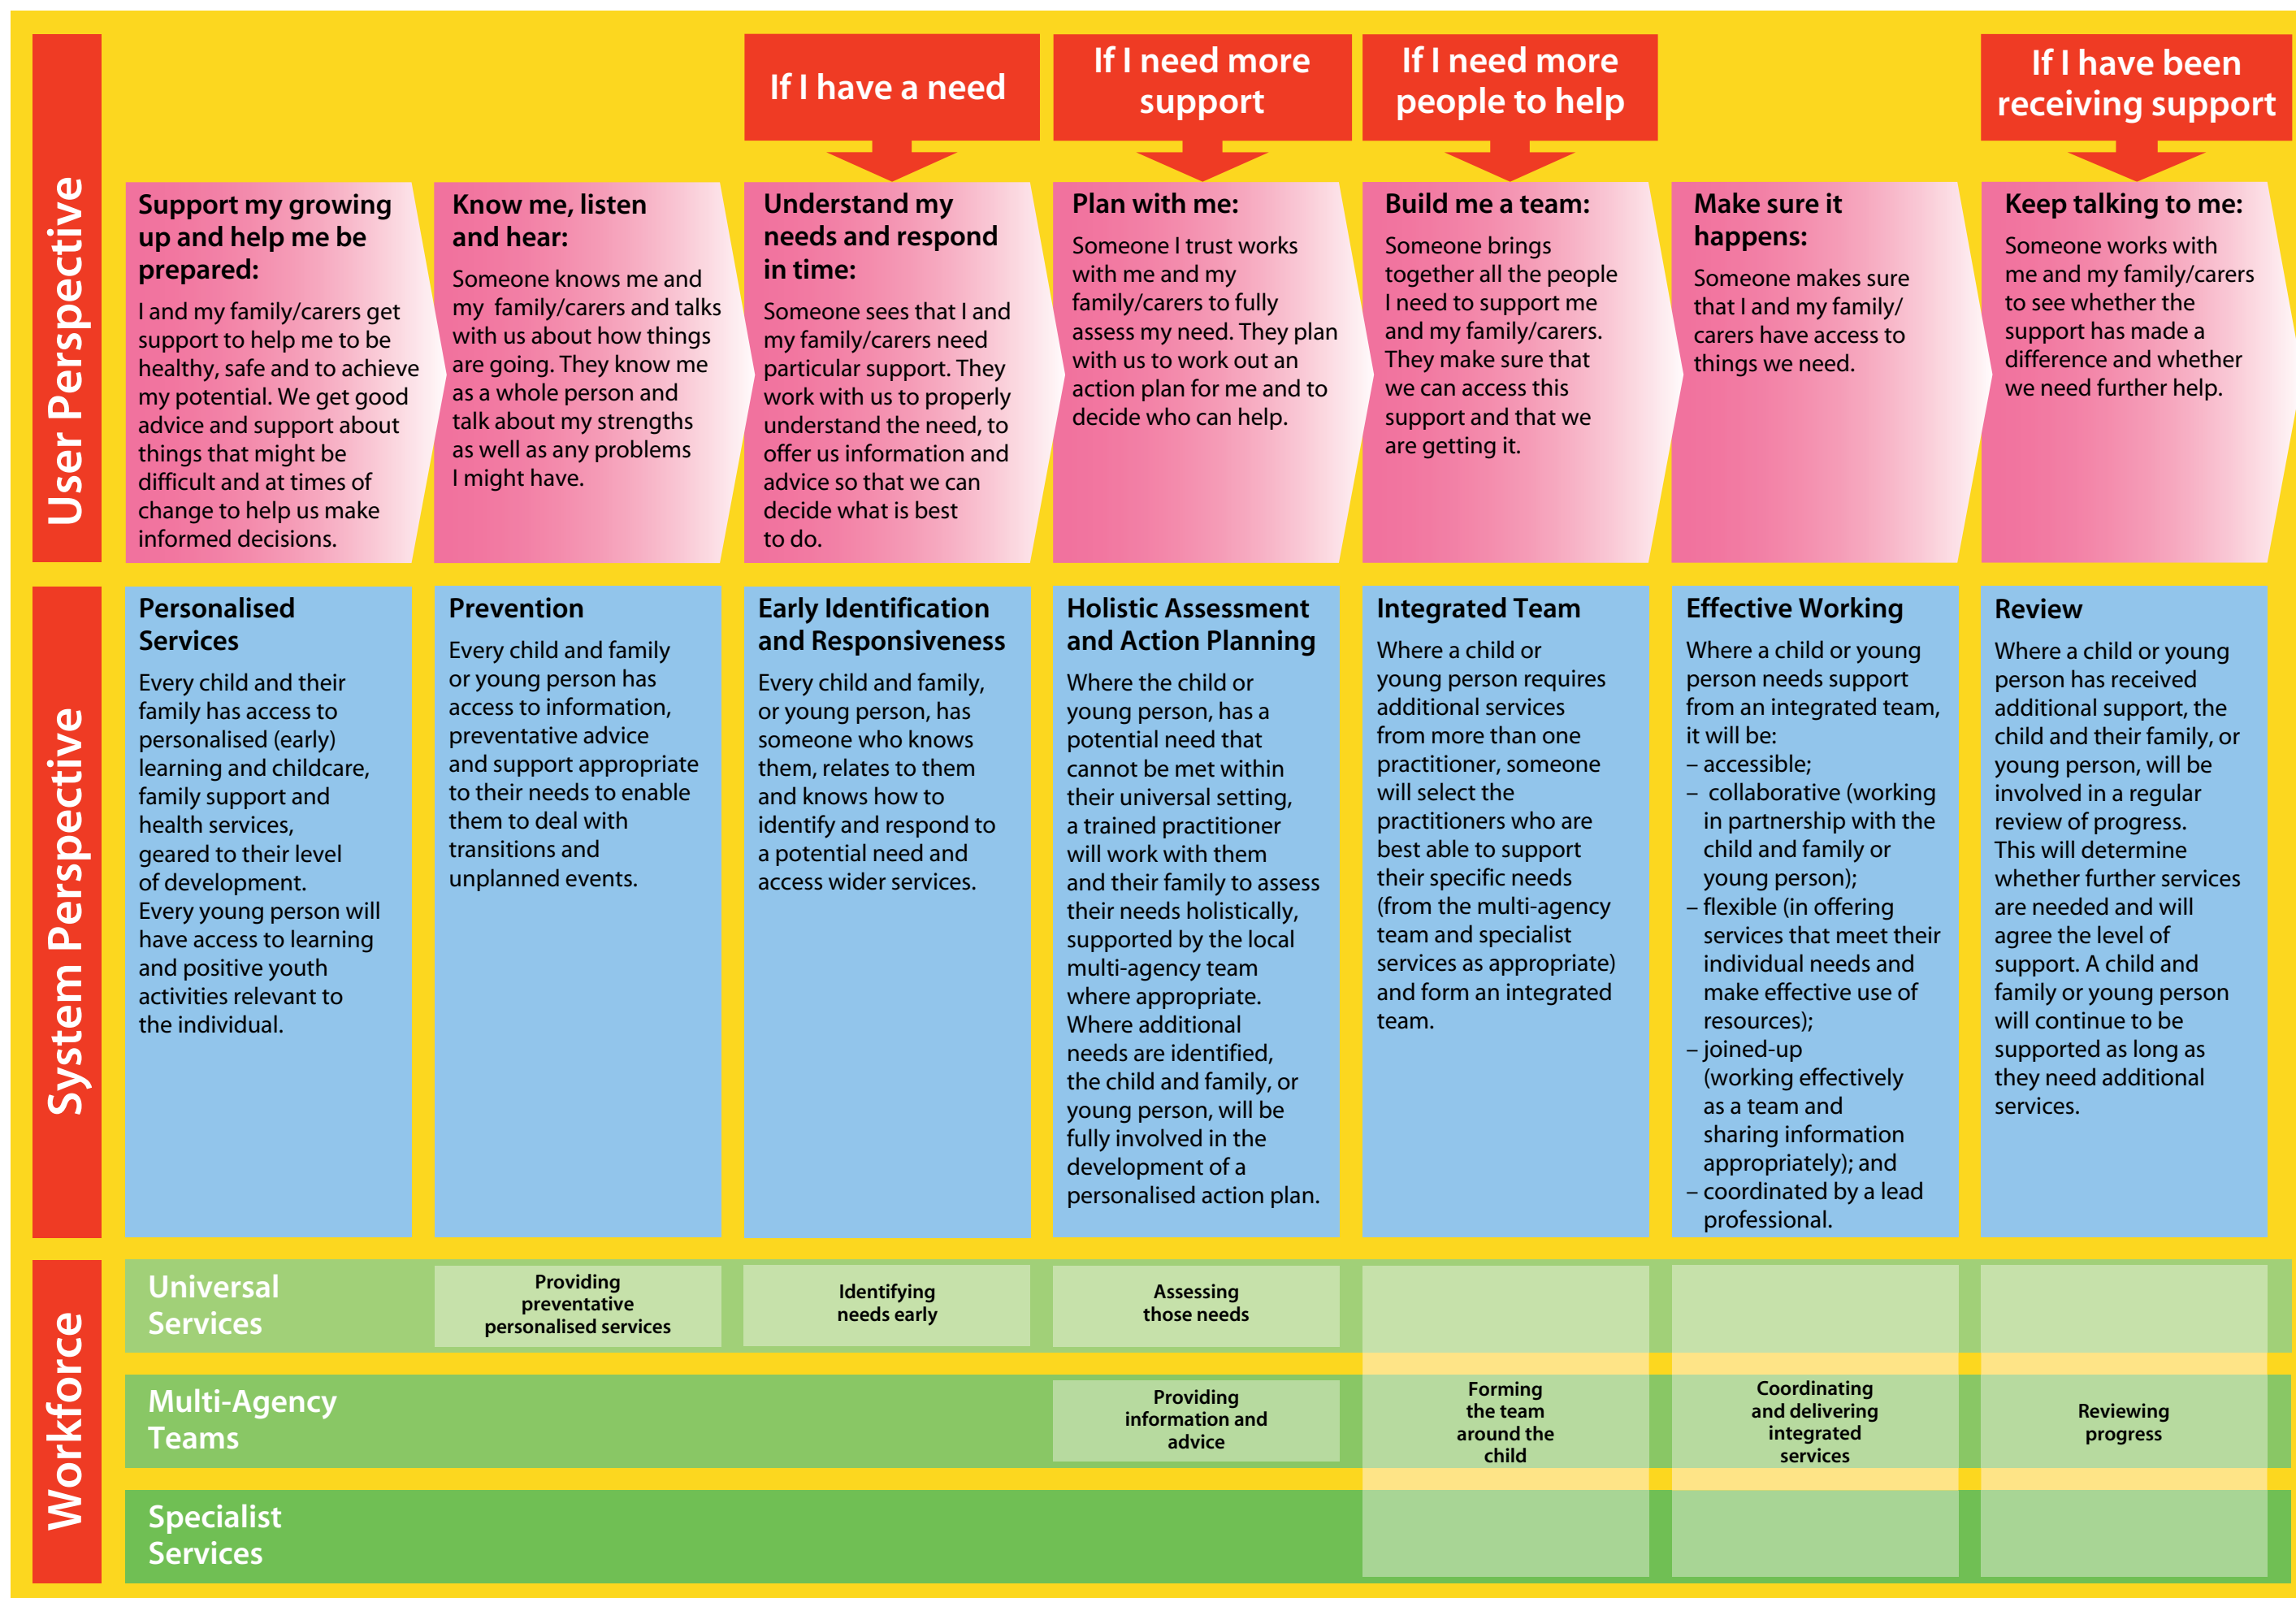 User Perspective
If I have a need
If I need more
support
If I need more
people to help
If I have been
receiving support
Support my growing
up and help me be
prepared:
I and my family/carers get
support to help me to be
healthy, safe and to achieve
my potential. We get good
advice and support about
things that might be
difficult and at times of
change to help us make
informed decisions.
Know me, listen
and hear:
Someone knows me and
my family/carers and talks
with us about how things
are going. They know me
as a whole person and
talk about my strengths
as well as any problems
I might have.
Understand my
needs and respond
in time:
Someone sees that I and
my family/carers need
particular support. They
work with us to properly
understand the need, to
offer us information and
advice so that we can
decide what is best
to do.
Plan with me:
Someone I trust works
with me and my
family/carers to fully
assess my need. They plan
with us to work out an
action plan for me and to
decide who can help.
Build me a team:
Someone brings
together all the people
I need to support me
and my family/carers.
They make sure that
we can access this
support and that we
are getting it.
Make sure it
happens:
Someone makes sure
that I and my family/
carers have access to
things we need.
Keep talking to me:
Someone works with
me and my family/carers
to see whether the
support has made a
difference and whether
we need further help.
System Perspective
Personalised
Services
Every child and their
family has access to
personalised (early)
learning and childcare,
family support and
health services,
geared to their level
of development.
Every young person will
have access to learning
and positive youth
activities relevant to
the individual.
Prevention
Every child and family
or young person has
access to information,
preventative advice
and support appropriate
to their needs to enable
them to deal with
transitions and
unplanned events.
Early Identification
and Responsiveness
Every child and family,
or young person, has
someone who knows
them, relates to them
and knows how to
identify and respond to
a potential need and
access wider services.
Holistic Assessment
and Action Planning
Where the child or
young person, has a
potential need that
cannot be met within
their universal setting,
a trained practitioner
will work with them
and their family to assess
their needs holistically,
supported by the local
multi-agency team
where appropriate.
Where additional
needs are identified,
the child and family, or
young person, will be
fully involved in the
development of a
personalised action plan.
Integrated Team
Where a child or
young person requires
additional services
from more than one
practitioner, someone
will select the
practitioners who are
best able to support
their specific needs
(from the multi-agency
team and specialist
services as appropriate)
and form an integrated
team.
Effective Working
Where a child or young
person needs support
from an integrated team,
it will be:
– accessible;
– collaborative (working
in partnership with the
child and family or
young person);
– flexible (in offering
services that meet their
individual needs and
make effective use of
resources);
– joined-up
(working effectively
as a team and
sharing information
appropriately); and
– coordinated by a lead
professional.
Review
Where a child or young
person has received
additional support, the
child and their family, or
young person, will be
involved in a regular
review of progress.
This will determine
whether further services
are needed and will
agree the level of
support. A child and
family or young person
will continue to be
supported as long as
they need additional
services.
Workforce
Universal
Services
Providing
preventative
personalised services
Identifying
needs early
Assessing
those needs
Multi-Agency
Teams
Providing
information and
advice
Forming
the team
around the
child
Coordinating
and delivering
integrated
services
Reviewing
progress
Specialist
Services